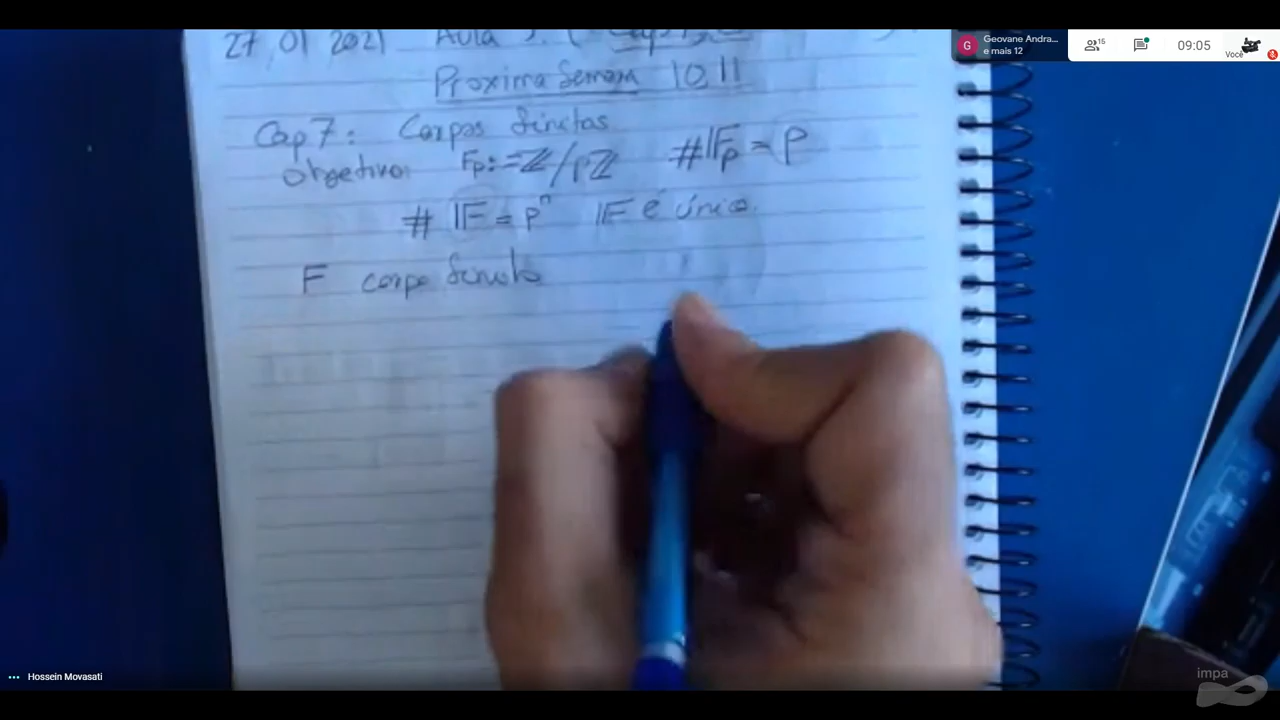 27 01 2021 Aula
Proxima Semana 10, 11
Cap 7: Corpos finitos
Objetivo: Fp := ℤ/pℤ #𝔽p = P
# 𝔽 = pⁿ 𝔽 é único.
F corpo finito
G Geovane Andra...
e mais 12
15
09:05
Você
Hossein Movasati
impa